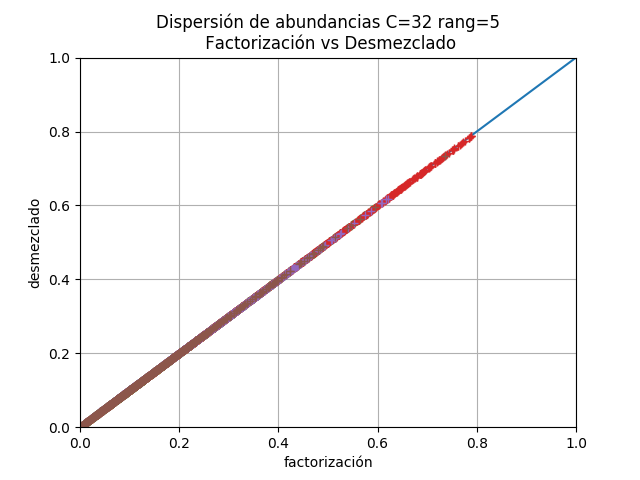 Dispersión de abundancias C=32 rang=5
Factorización vs Desmezclado
1.0
0.8
0.6
0.4
0.2
0.0
desmezclado
0.0 0.2 0.4 0.6 0.8 1.0
factorización